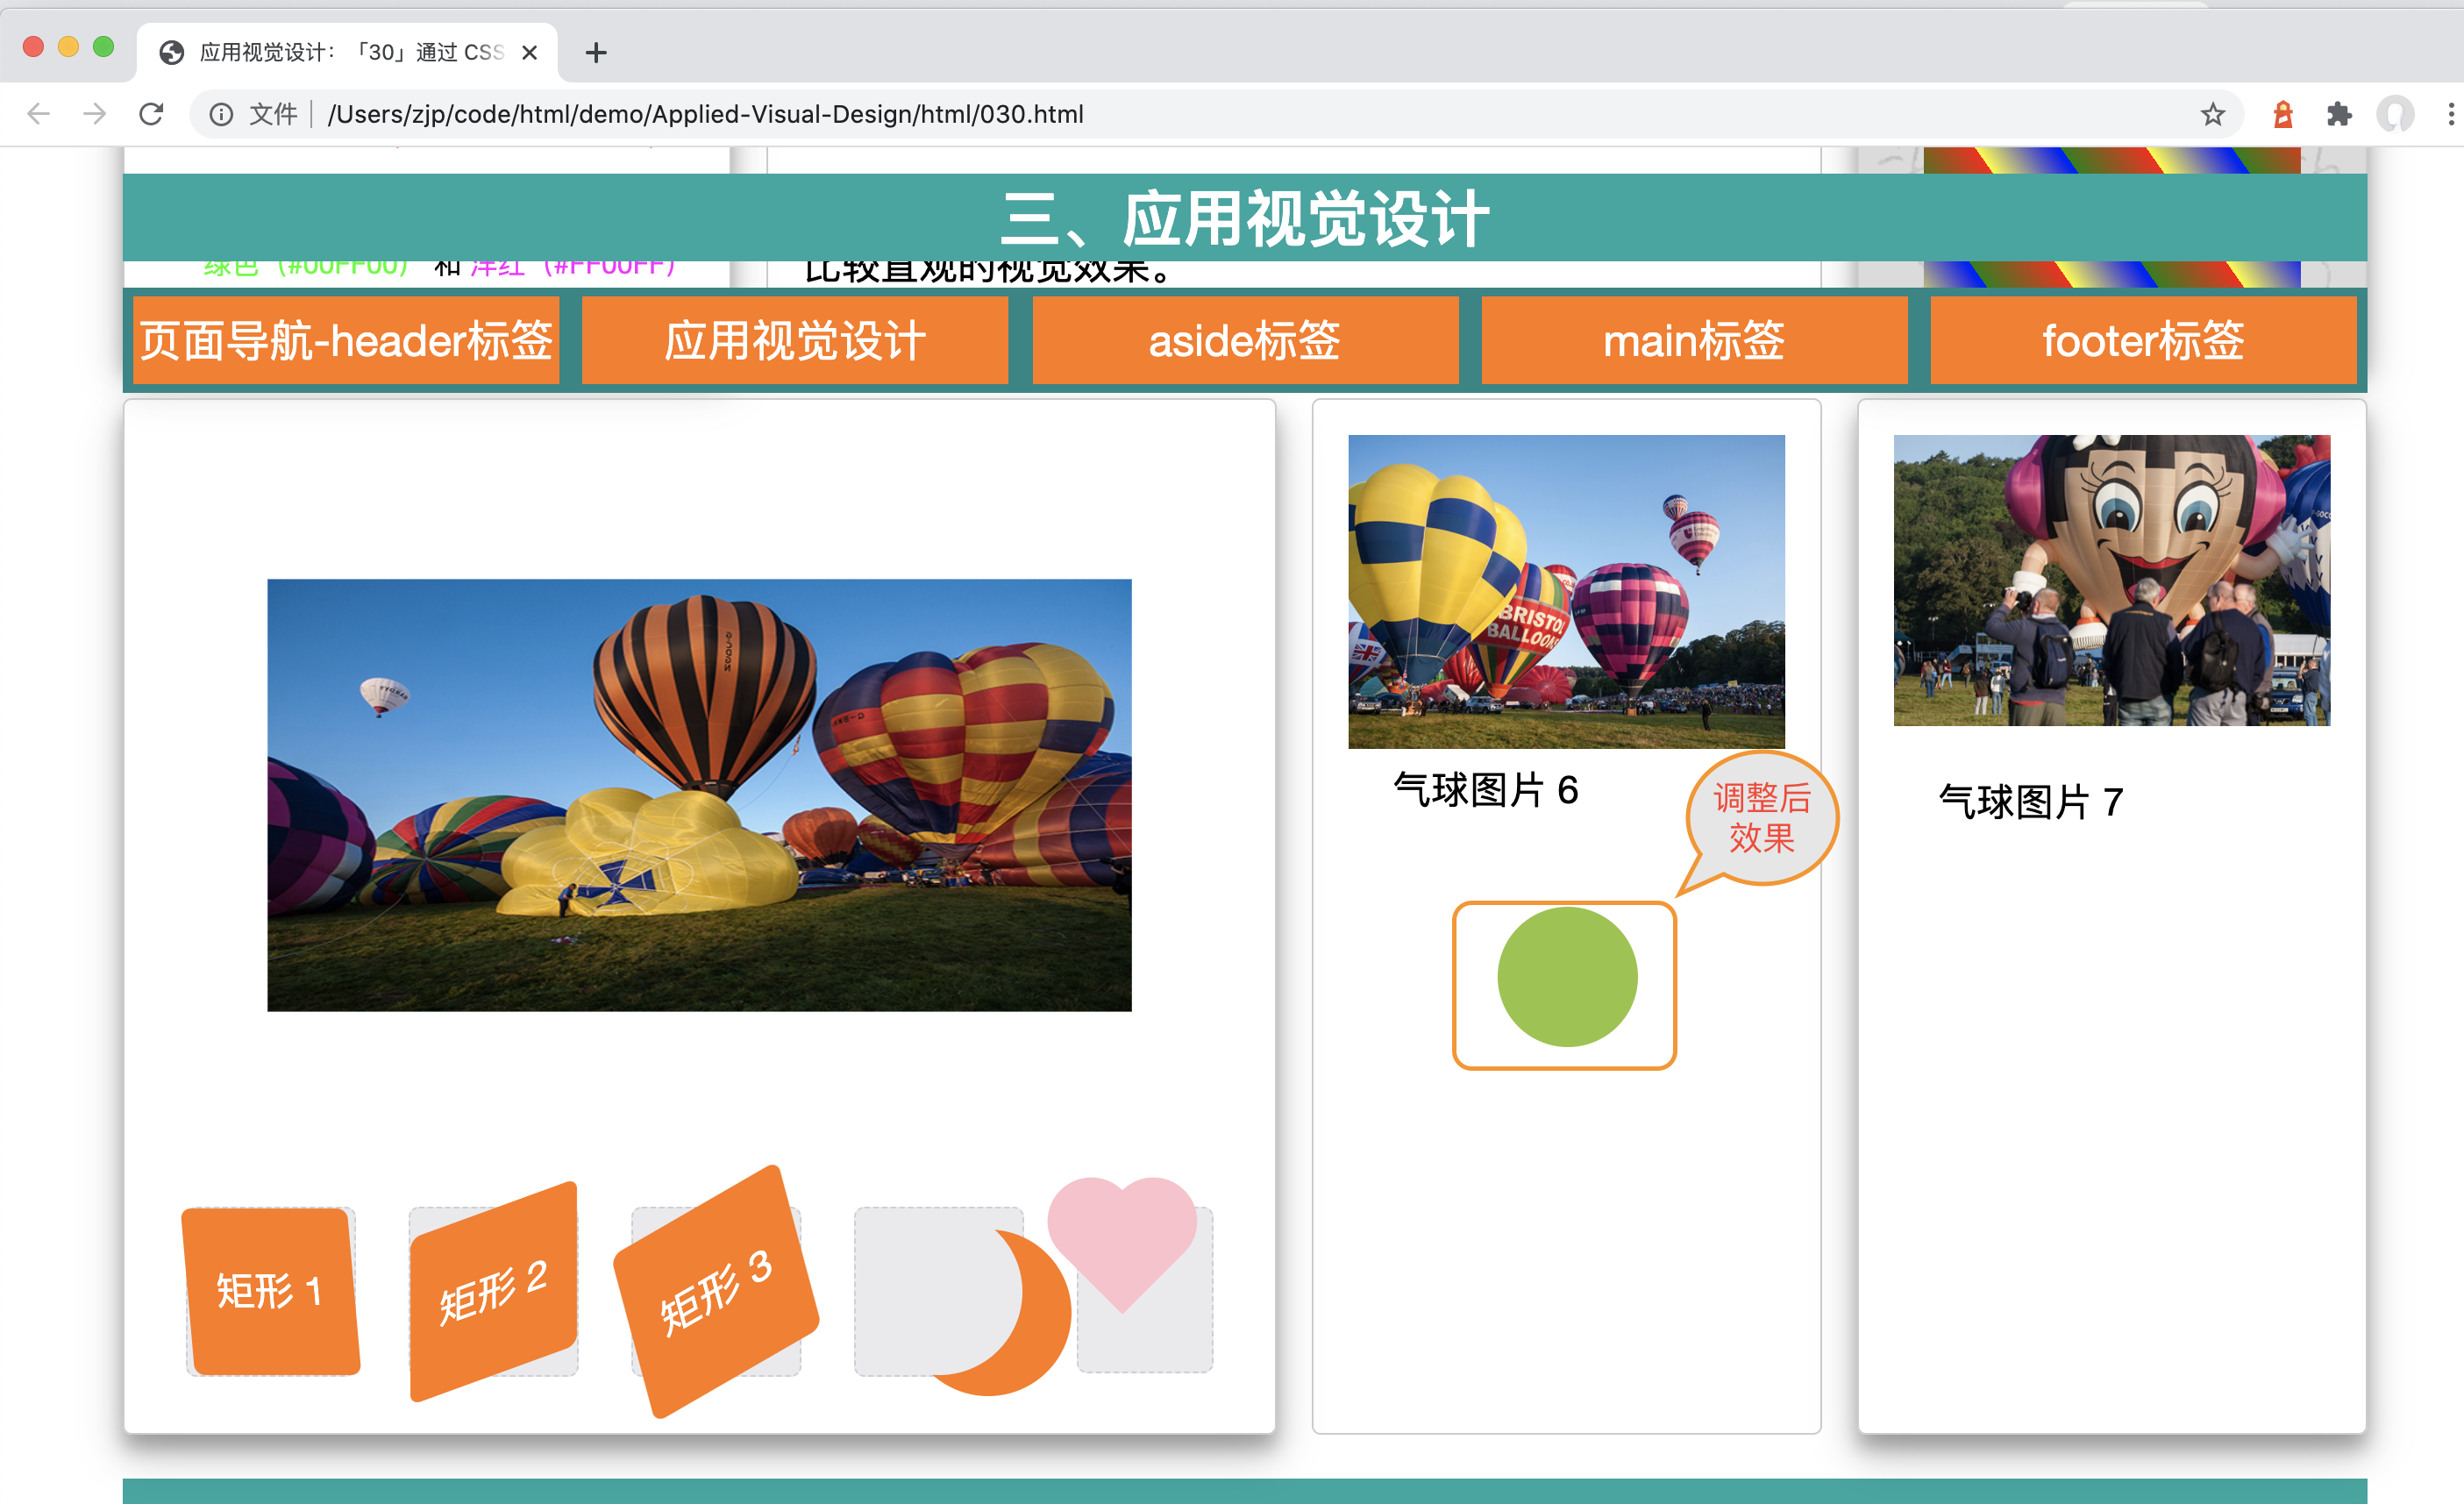 应用视觉设计：「30」通过 CSS
文件 | /Users/zjp/code/html/demo/Applied-Visual-Design/html/030.html
三、应用视觉设计
绿色（#00FF00） 和 洋红（#FF00FF）
比较直观的视觉效果。
页面导航-header标签
应用视觉设计
aside标签
main标签
footer标签
BRISTOL
BALLOONS
气球图片 6
调整后
效果
气球图片 7
矩形 1
矩形 2
矩形 3